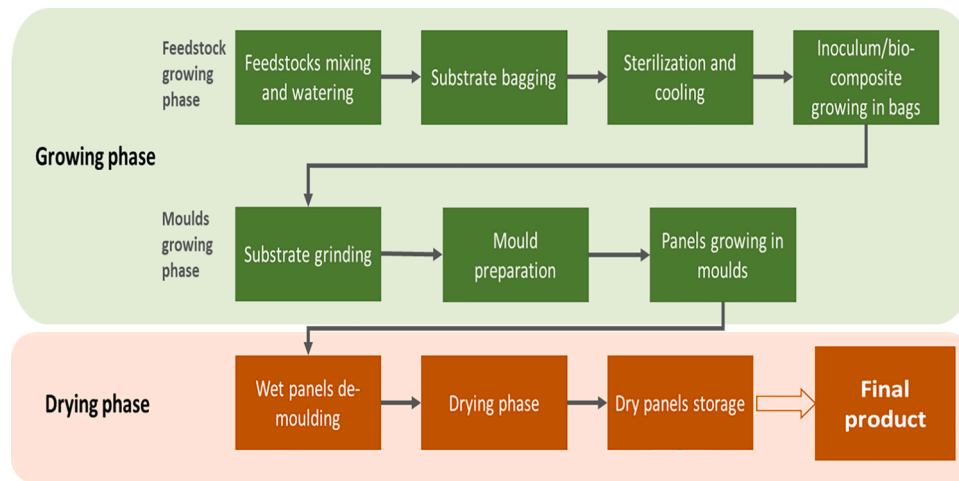 Feedstock
growing
phase
Feedstocks mixing
and watering
Substrate bagging
Sterilization and
cooling
Inoculum/bio-
composite
growing in bags
Growing phase
Moulds
growing
phase
Substrate grinding
Mould
preparation
Panels growing in
moulds
Drying phase
Wet panels de-
moulding
Drying phase
Dry panels storage
Final
product